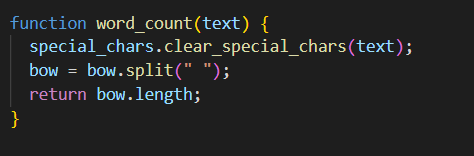 function word_count(text) {
  special_chars.clear_special_chars(text);
  bow = bow.split(" ");
  return bow.length;
}